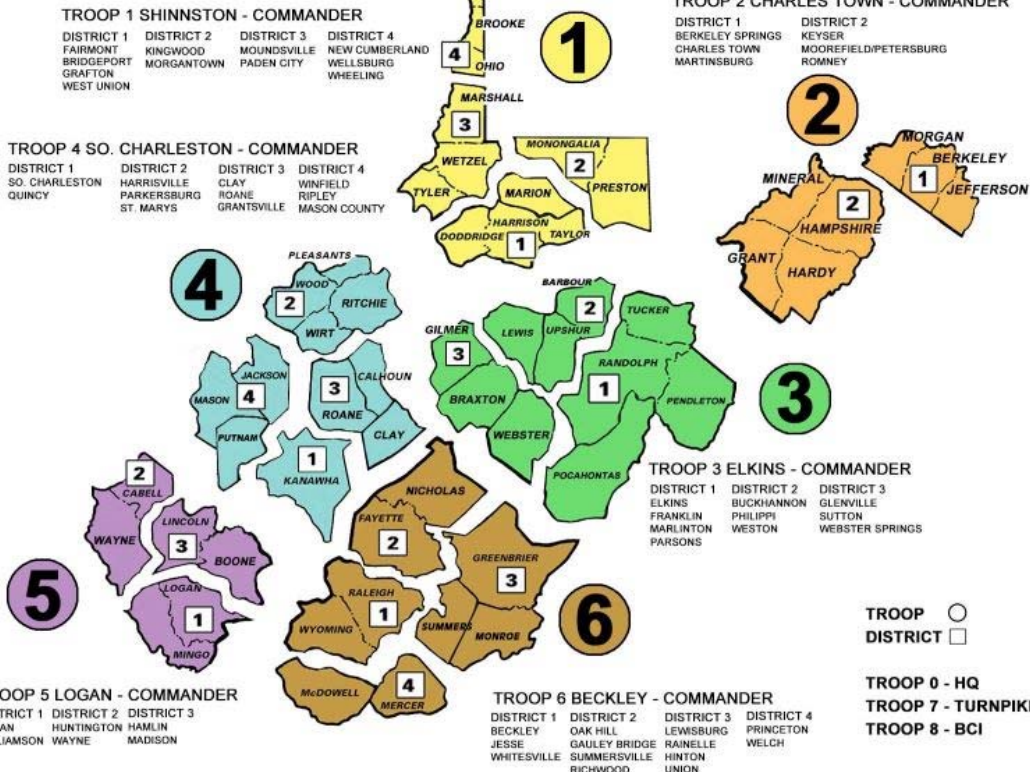 TROOP 1 SHINNSTON - COMMANDER
DISTRICT 1 DISTRICT 2 DISTRICT 3 DISTRICT 4
FAIRMONT KINGWOOD MOUNDSVILLE NEW CUMBERLAND
BRIDGEPORT MORGANTOWN PADEN CITY WELLSBURG
GRAFTON WHEELING
WEST UNION
TROOP 2 CHARLES TOWN - COMMANDER
DISTRICT 1 DISTRICT 2
BERKELEY SPRINGS KEYSER
CHARLES TOWN MOOREFIELD/PETERSBURG
MARTINSBURG ROMNEY
BROOKE
4
OHIO
1
MARSHALL
3
WETZEL
TYLER
MONONGALIA
2
PRESTON
MARION
HARRISON
DODDRIDGE
1
TAYLOR
2
MORGAN
BERKELEY
1
JEFFERSON
MINERAL
2
HAMPSHIRE
GRANT
HARDY
TROOP 4 SO. CHARLESTON - COMMANDER
DISTRICT 1 DISTRICT 2 DISTRICT 3 DISTRICT 4
SO. CHARLESTON HARRISVILLE CLAY WINFIELD
QUINCY PARKERSBURG ROANE RIPLEY
ST. MARYS GRANTSVILLE MASON COUNTY
4
PLEASANTS
WOOD
2
RITCHIE
WIRT
JACKSON
MASON
4
PUTNAM
3
CALHOUN
ROANE
CLAY
1
KANAWHA
BARBOUR
2
TUCKER
GILMER
3
LEWIS
UPSHUR
RANDOLPH
1
BRAXTON
PENDLETON
WEBSTER
POCAHONTAS
3
TROOP 3 ELKINS - COMMANDER
DISTRICT 1 DISTRICT 2 DISTRICT 3
ELKINS BUCKHANNON GLENVILLE
FRANKLIN PHILIPPI SUTTON
MARLINTON WESTON WEBSTER SPRINGS
PARSONS
2
CABELL
WAYNE
LINCOLN
3
BOONE
LOGAN
1
MINGO
5
NICHOLAS
FAYETTE
2
GREENBRIER
3
RALEIGH
1
WYOMING
SUMMERS
MONROE
McDOWELL
4
MERCER
6
TROOP
DISTRICT
TROOP 0 - HQ
TROOP 7 - TURNPIK
TROOP 8 - BCI
OOP 5 LOGAN - COMMANDER
TRICT 1 DISTRICT 2 DISTRICT 3
AN HUNTINGTON HAMLIN
LIAMSON WAYNE MADISON
TROOP 6 BECKLEY - COMMANDER
DISTRICT 1 DISTRICT 2 DISTRICT 3 DISTRICT 4
BECKLEY OAK HILL LEWISBURG PRINCETON
JESSE GAULEY BRIDGE RAINELLE WELCH
WHITESVILLE SUMMERSVILLE HINTON
RICHWOOD UNION